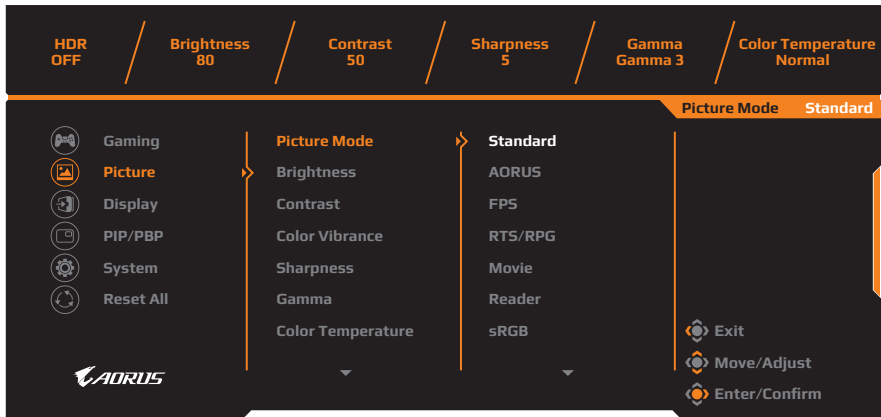 HDR
OFF
Brightness
80
Contrast
50
Sharpness
5
Gamma
Gamma 3
Color Temperature
Normal
Picture Mode Standard
Gaming
Picture
Display
PIP/PBP
System
Reset All
AORUS
Picture Mode
Brightness
Contrast
Color Vibrance
Sharpness
Gamma
Color Temperature
Standard
AORUS
FPS
RTS/RPG
Movie
Reader
sRGB
Exit
Move/Adjust
Enter/Confirm